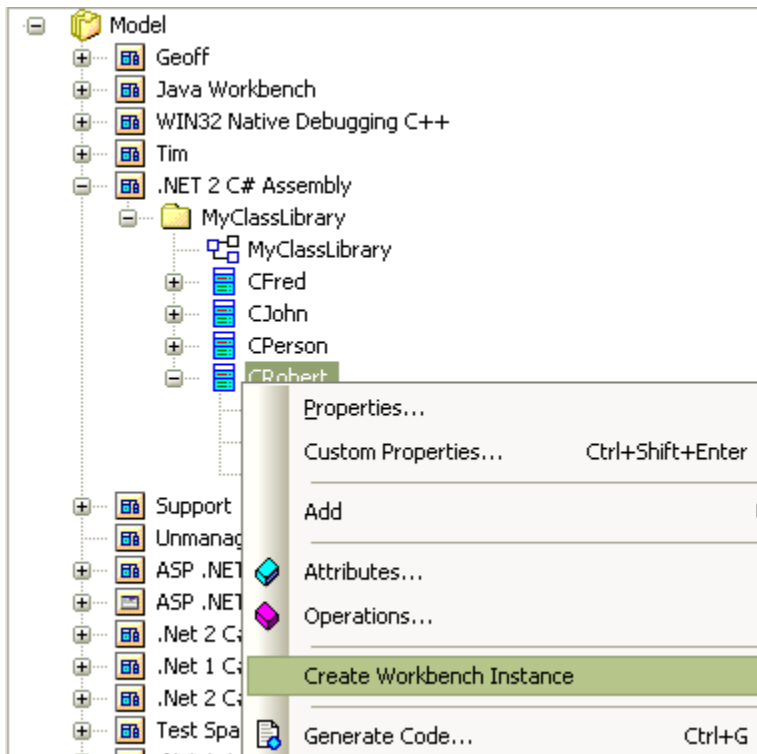 Model
Geoff
Java Workbench
WIN32 Native Debugging C++
Tim
.NET 2 C# Assembly
MyClassLibrary
MyClassLibrary
CFred
CJohn
CPerson
CRobert
Properties...
Custom Properties... Ctrl+Shift+Enter
Support
Add
Unmanag
ASP .NET
Attributes...
ASP .NET
Operations...
.Net 2 C#
.Net 1 C#
Create Workbench Instance
.Net 2 C#
Test Spa
Generate Code... Ctrl+G